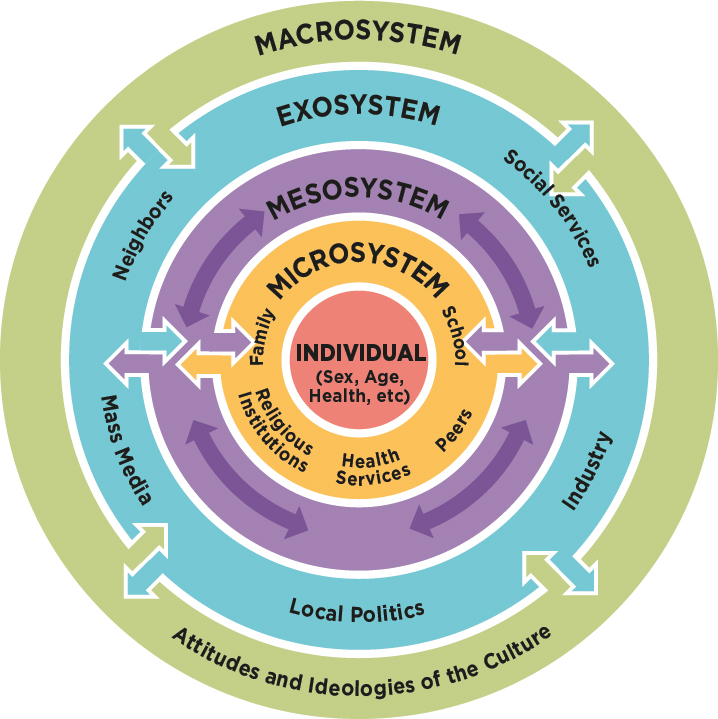 MACROSYSTEM
EXOSYSTEM
Neighbors
Social Services
MESOSYSTEM
MICROSYSTEM
Family
School
INDIVIDUAL
(Sex, Age,
Health, etc)
Religious
Institutions
Health
Services
Peers
Mass Media
Industry
Local Politics
Attitudes and Ideologies of the Culture